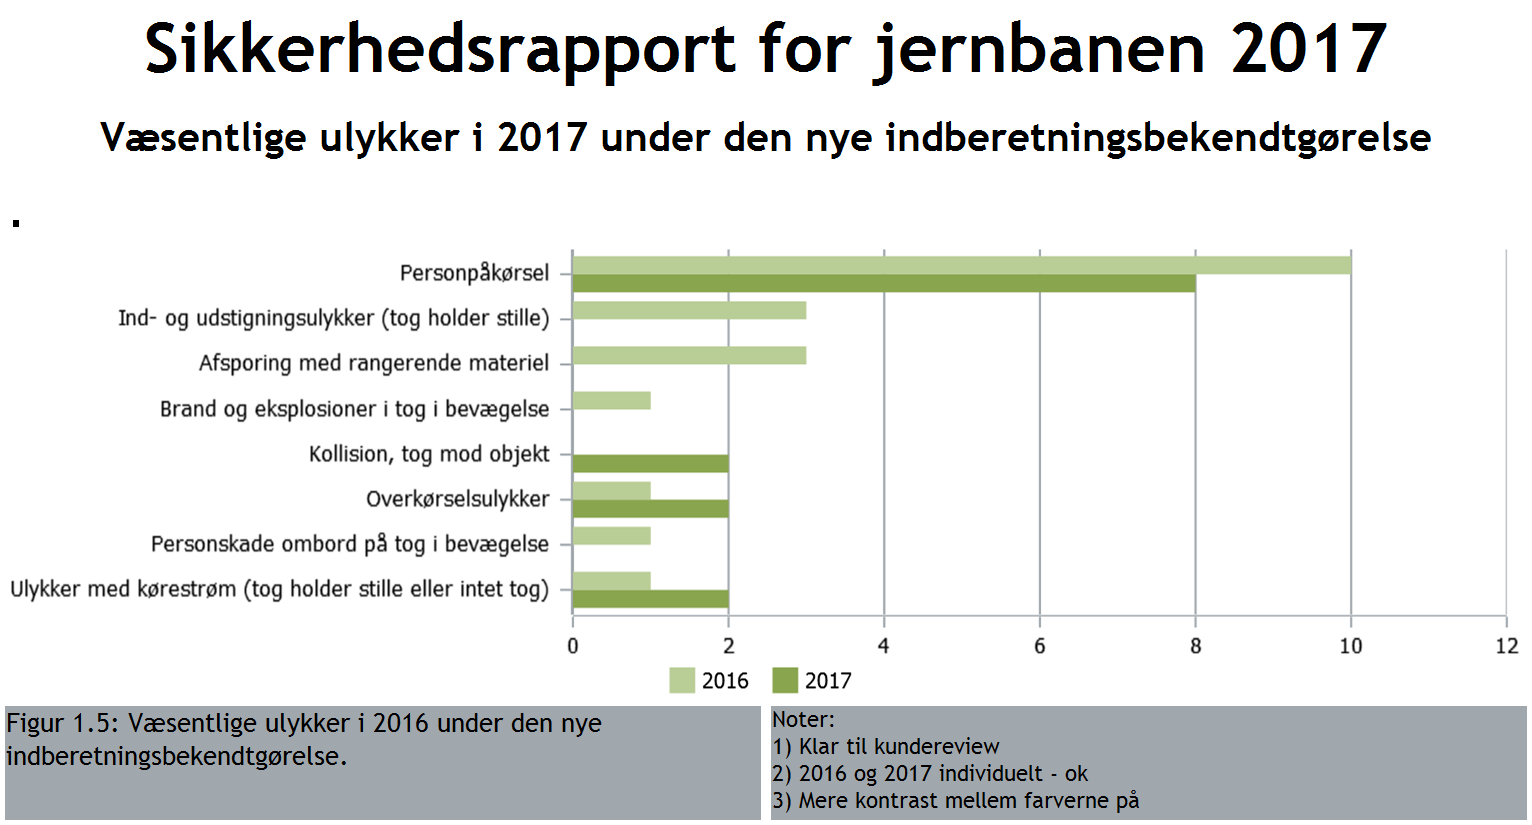 Sikkerhedsrapport for jernbanen 2017
Væsentlige ulykker i 2017 under den nye indberetningsbekendtgørelse
Personpåkørsel
Ind- og udstigningsulykker (tog holder stille)
Afsporing med rangerende materiel
Brand og eksplosioner i tog i bevægelse
Kollision, tog mod objekt
Overkørselsulykker
Personskade ombord på tog i bevægelse
Ulykker med kørestrøm (tog holder stille eller intet tog)
0 2 4 6 8 10 12
2016 2017
Figur 1.5: Væsentlige ulykker i 2016 under den nye
indberetningsbekendtgørelse.
Noter:
1) Klar til kundereview
2) 2016 og 2017 individuelt - ok
3) Mere kontrast mellem farverne på